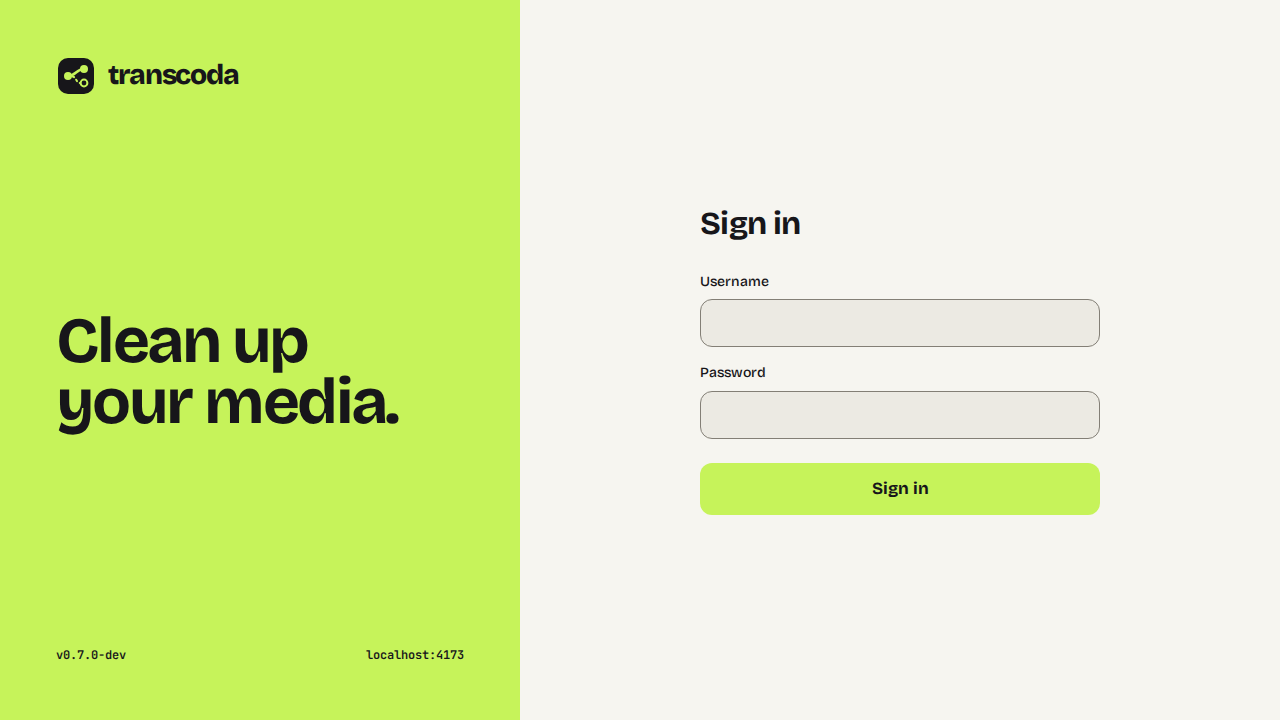 transcoda
Clean up
your media.
v0.7.0-dev
localhost:4173
Sign in
Username
Password
Sign in